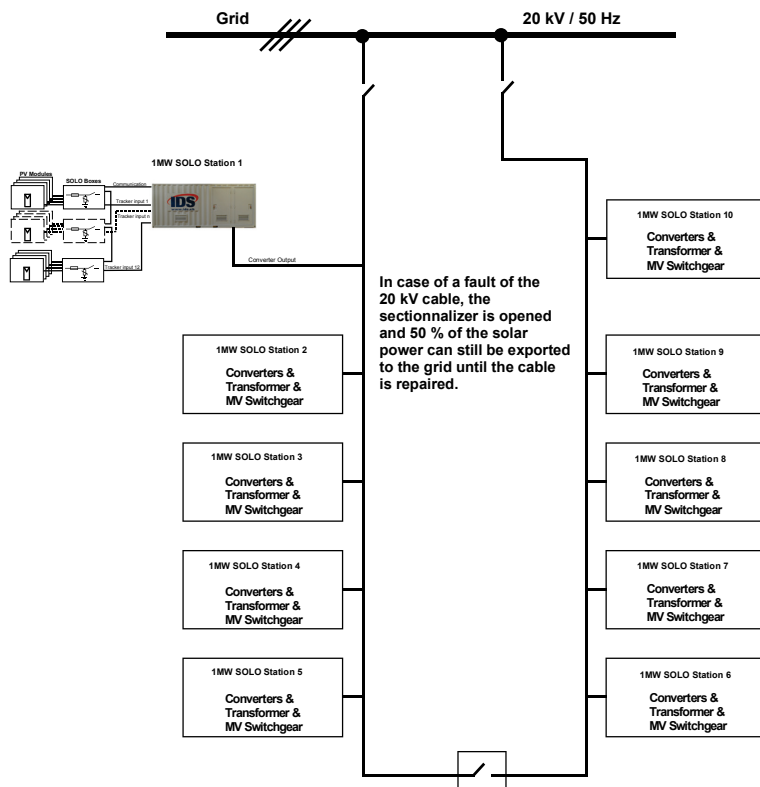 Grid
20 kV / 50 Hz
1MW SOLO Station 1
PV Modules
SOLO Boxes
Communication
Tracker input 1
Tracker input n
Tracker input 12
IDS
Converter Output
In case of a fault of the
20 kV cable, the
sectionnalizer is opened
and 50 % of the solar
power can still be exported
to the grid until the cable
is repaired.
1MW SOLO Station 2
Converters &
Transformer &
MV Switchgear
1MW SOLO Station 3
Converters &
Transformer &
MV Switchgear
1MW SOLO Station 4
Converters &
Transformer &
MV Switchgear
1MW SOLO Station 5
Converters &
Transformer &
MV Switchgear
1MW SOLO Station 10
Converters &
Transformer &
MV Switchgear
1MW SOLO Station 9
Converters &
Transformer &
MV Switchgear
1MW SOLO Station 8
Converters &
Transformer &
MV Switchgear
1MW SOLO Station 7
Converters &
Transformer &
MV Switchgear
1MW SOLO Station 6
Converters &
Transformer &
MV Switchgear